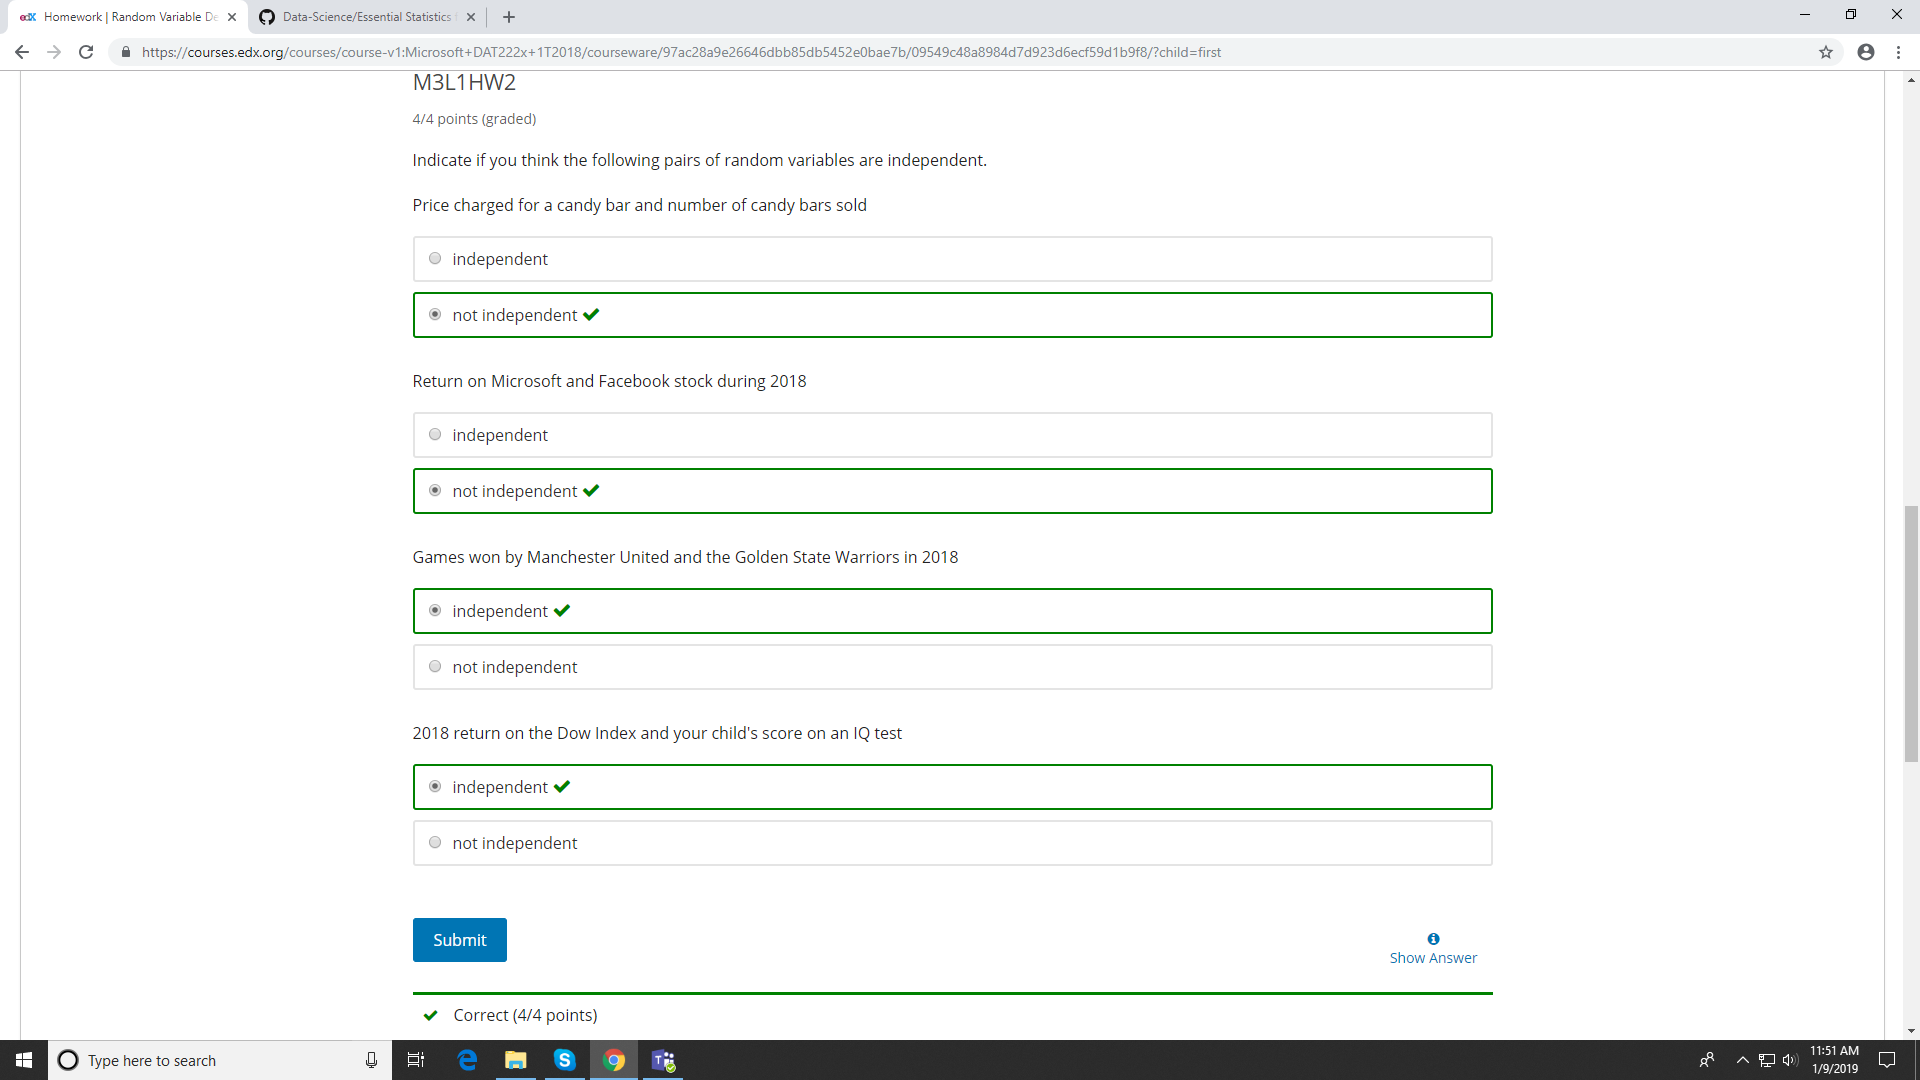 edX Homework | Random Variable De
Data-Science/Essential Statistics
https://courses.edx.org/courses/course-v1:Microsoft+DAT222x+1T2018/courseware/97ac28a9e26646dbb85db5452e0bae7b/09549c48a8984d7d923d6ecf59d1b9f8/?child=first
M3L1HW2
4/4 points (graded)
Indicate if you think the following pairs of random variables are independent.
Price charged for a candy bar and number of candy bars sold
independent
not independent
Return on Microsoft and Facebook stock during 2018
independent
not independent
Games won by Manchester United and the Golden State Warriors in 2018
independent
not independent
2018 return on the Dow Index and your child's score on an IQ test
independent
not independent
Submit
Show Answer
Correct (4/4 points)
Type here to search
11:51 AM
1/9/2019